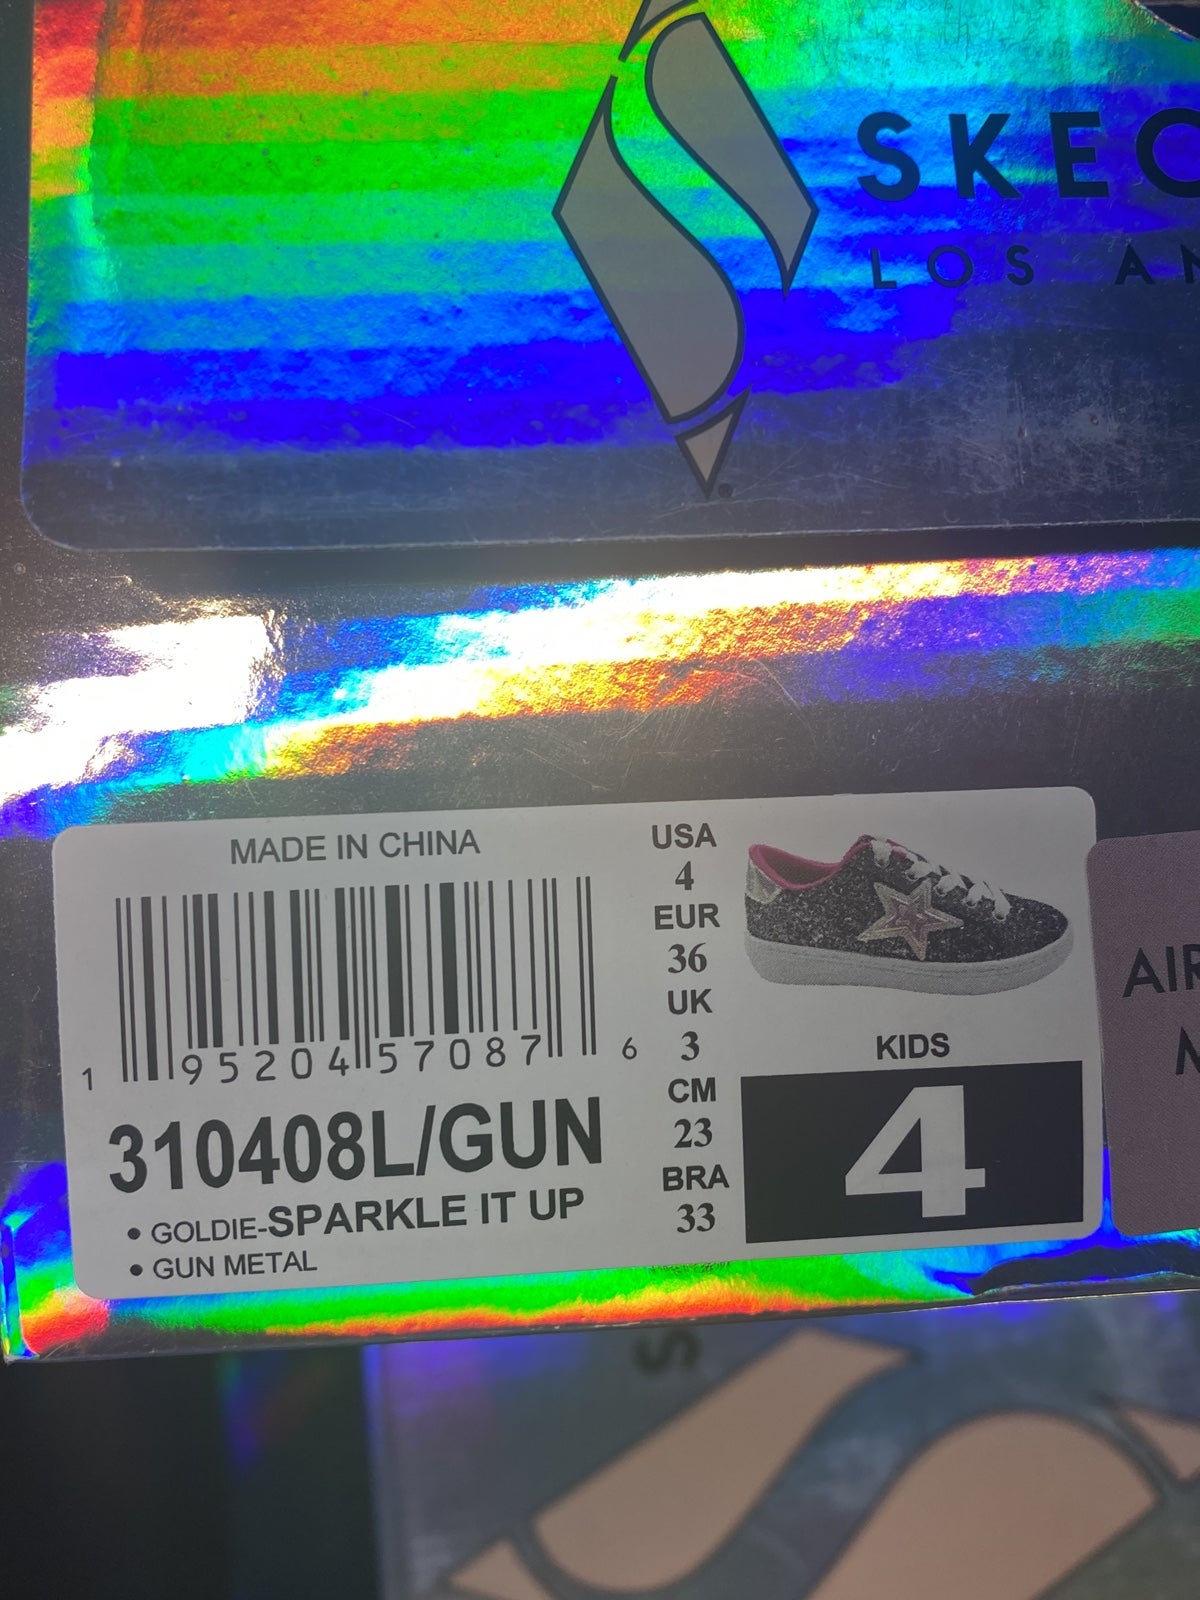 SKEC
LOS AN
MADE IN CHINA
1 95204 57087 6
310408L/GUN
• GOLDIE-SPARKLE IT UP
• GUN METAL
USA
4
EUR
36
UK
3
CM
23
BRA
33
KIDS
4
AIR
M
S